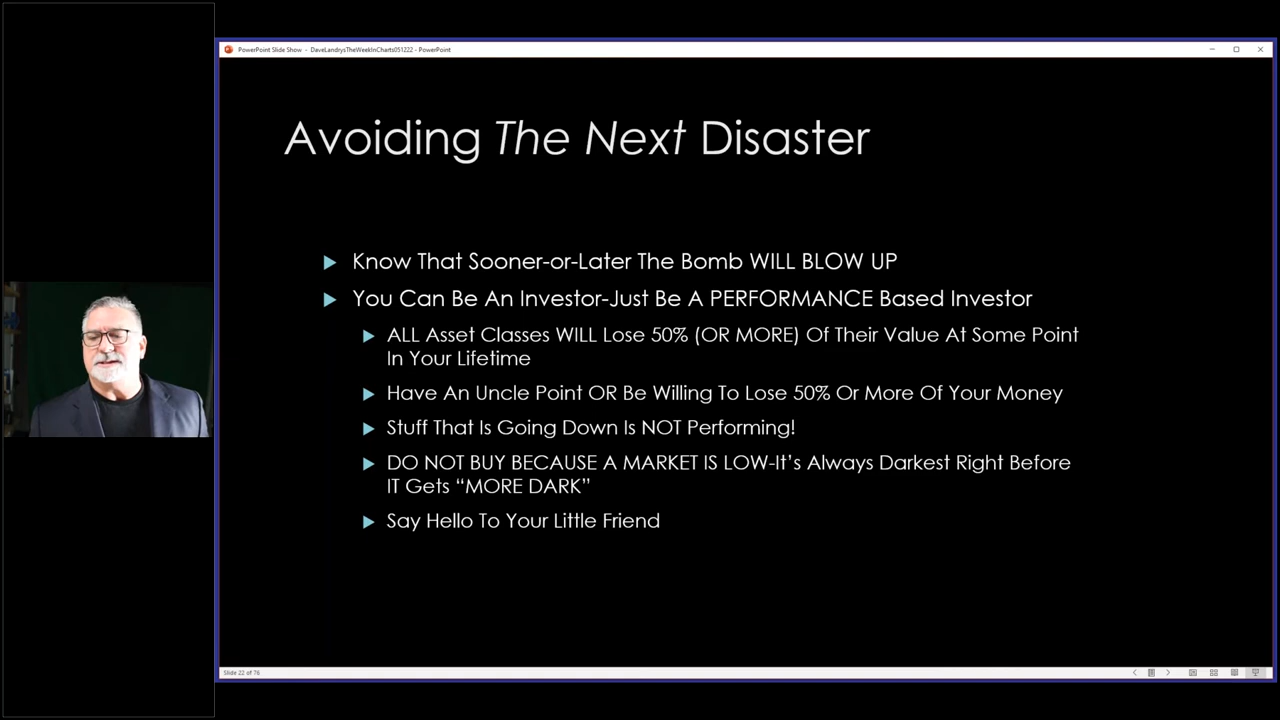 PowerPoint Slide Show - DaveLandrysTheWeekInCharts051222 - PowerPoint
Avoiding The Next Disaster
Know That Sooner-or-Later The Bomb WILL BLOW UP
You Can Be An Investor-Just Be A PERFORMANCE Based Investor
ALL Asset Classes WILL Lose 50% (OR MORE) Of Their Value At Some Point
In Your Lifetime
Have An Uncle Point OR Be Willing To Lose 50% Or More Of Your Money
Stuff That Is Going Down Is NOT Performing!
DO NOT BUY BECAUSE A MARKET IS LOW-It's Always Darkest Right Before
IT Gets “MORE DARK”
Say Hello To Your Little Friend
Slide 22 of 76